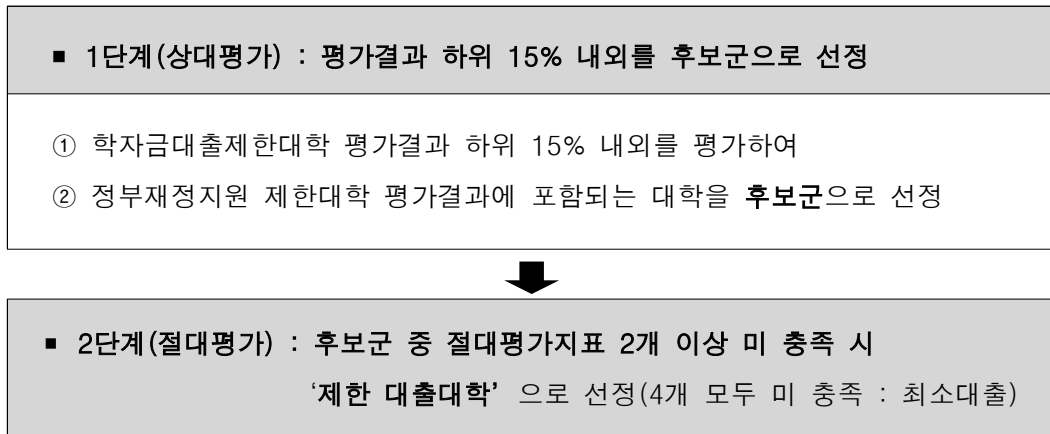 ▪ 1단계(상대평가) : 평가결과 하위 15% 내외를 후보군으로 선정
① 학자금대출제한대학 평가결과 하위 15% 내외를 평가하여
② 정부재정지원 제한대학 평가결과에 포함되는 대학을 후보군으로 선정
▪ 2단계(절대평가) : 후보군 중 절대평가지표 2개 이상 미 충족 시
‘제한 대출대학’ 으로 선정(4개 모두 미 충족 : 최소대출)